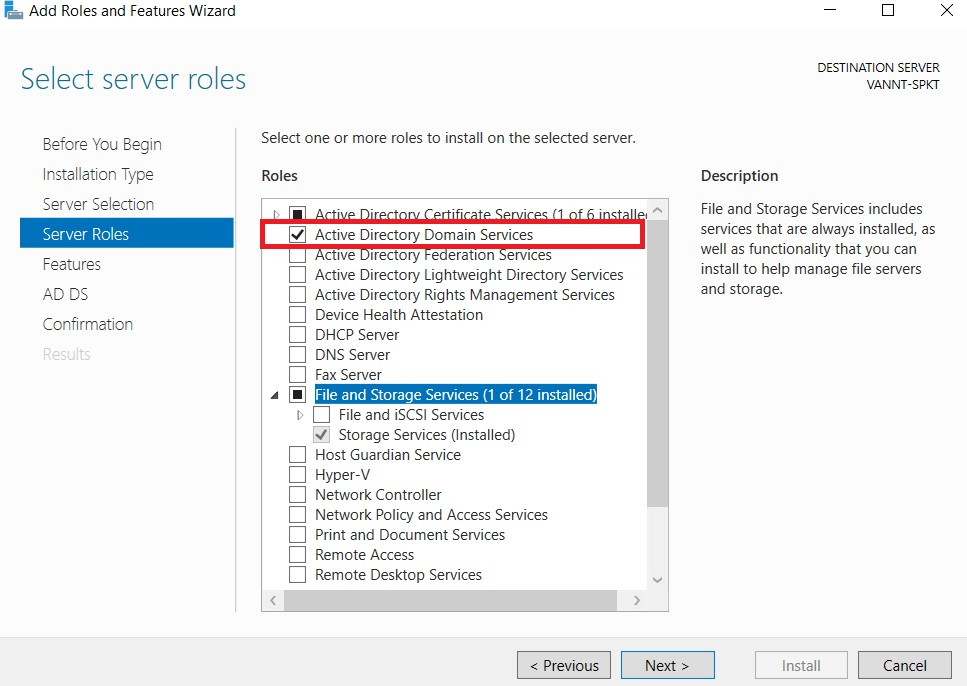 Add Roles and Features Wizard
Select server roles
DESTINATION SERVER
VANNT-SPKT
Before You Begin
Installation Type
Server Selection
Server Roles
Features
AD DS
Confirmation
Results
Select one or more roles to install on the selected server.
Roles
Active Directory Certificate Services (1 of 6 installe
Active Directory Domain Services
Active Directory Federation Services
Active Directory Lightweight Directory Services
Active Directory Rights Management Services
Device Health Attestation
DHCP Server
DNS Server
Fax Server
File and Storage Services (1 of 12 installed)
File and iSCSI Services
Storage Services (Installed)
Host Guardian Service
Hyper-V
Network Controller
Network Policy and Access Services
Print and Document Services
Remote Access
Remote Desktop Services
Description
File and Storage Services includes
services that are always installed, as
well as functionality that you can
install to help manage file servers
and storage.
< Previous
Next >
Install
Cancel